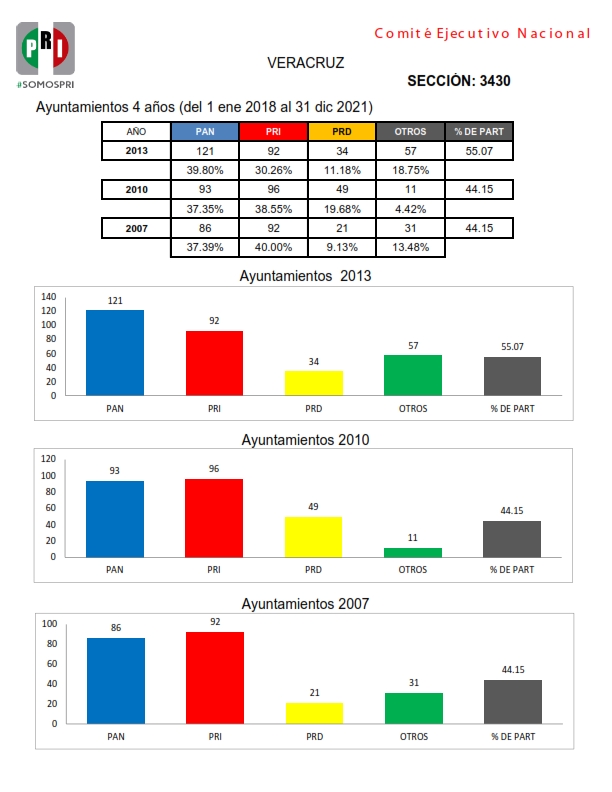 Comité Ejecutivo Nacional
PRI
#SOMOSPRI
VERACRUZ
SECCIÓN: 3430
Ayuntamientos 4 años (del 1 ene 2018 al 31 dic 2021)
AÑO PAN PRI PRD OTROS % DE PART
2013 121 92 34 57 55.07
39.80% 30.26% 11.18% 18.75%
2010 93 96 49 11 44.15
37.35% 38.55% 19.68% 4.42%
2007 86 92 21 31 44.15
37.39% 40.00% 9.13% 13.48%
Ayuntamientos 2013
140
120
100
80
60
40
20
0
121 92 34 57 55.07
PAN PRI PRD OTROS % DE PART
Ayuntamientos 2010
120
100
80
60
40
20
0
93 96 49 11 44.15
PAN PRI PRD OTROS % DE PART
Ayuntamientos 2007
100
80
60
40
20
0
86 92 21 31 44.15
PAN PRI PRD OTROS % DE PART